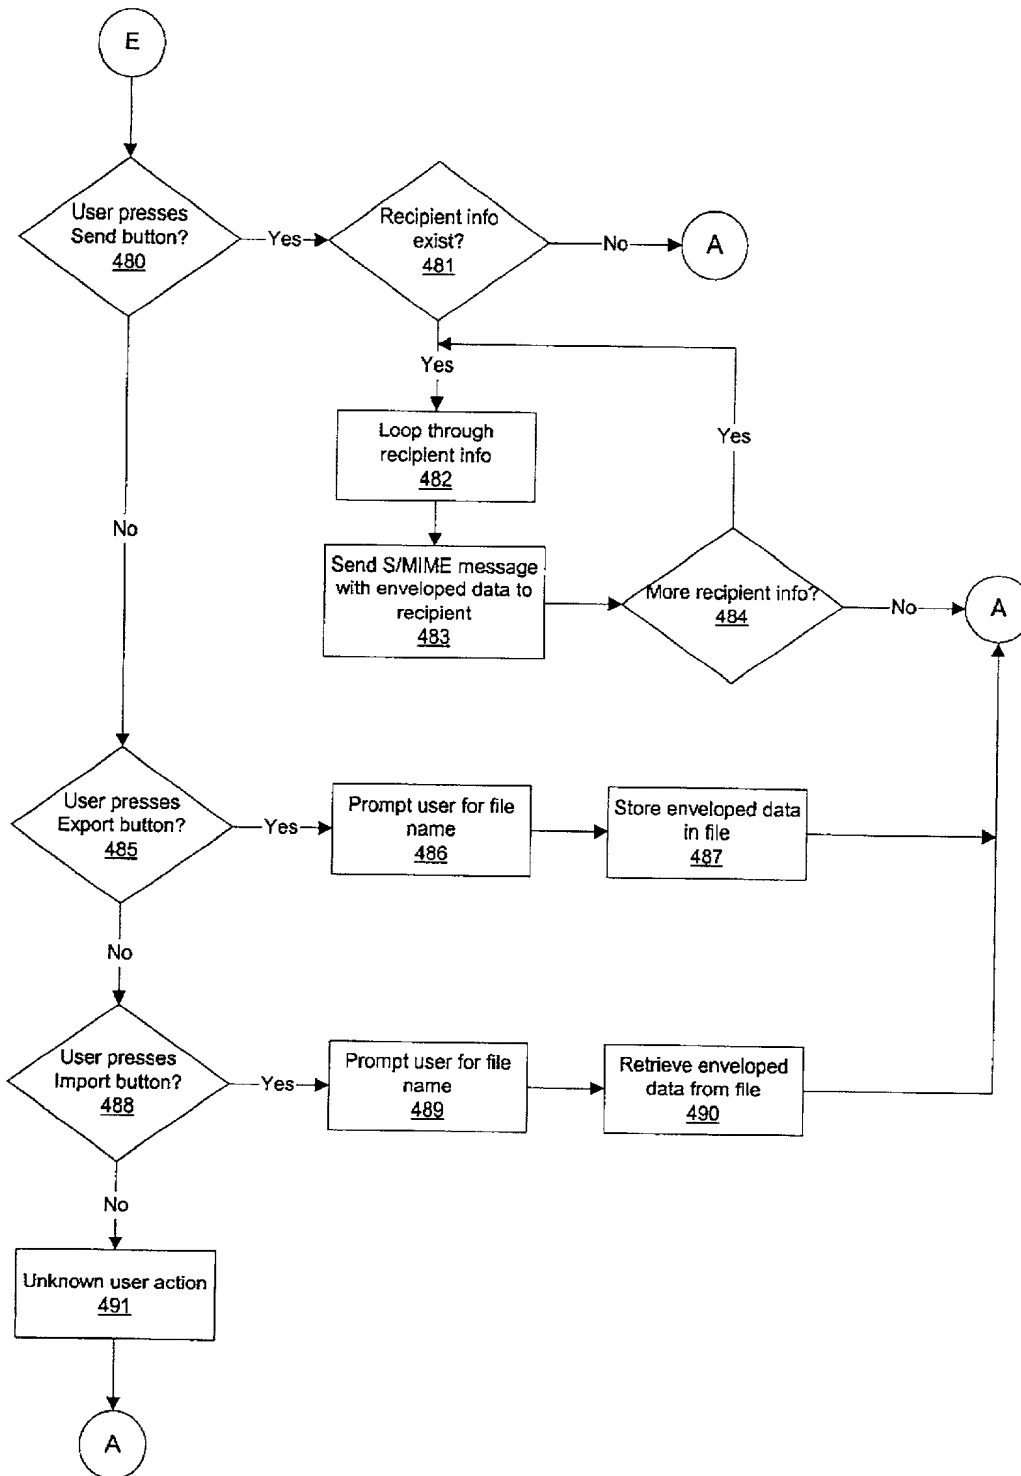 E
User presses
Send button?
480
Yes
Recipient info
exist?
481
No
A
Yes
Loop through
recipient info
482
Yes
No
Send S/MIME message
with enveloped data to
recipient
483
More recipient info?
484
No
A
User presses
Export button?
485
Yes
Prompt user for file
name
486
Store enveloped data
in file
487
No
User presses
Import button?
488
Yes
Prompt user for file
name
489
Retrieve enveloped
data from file
490
No
Unknown user action
491
A